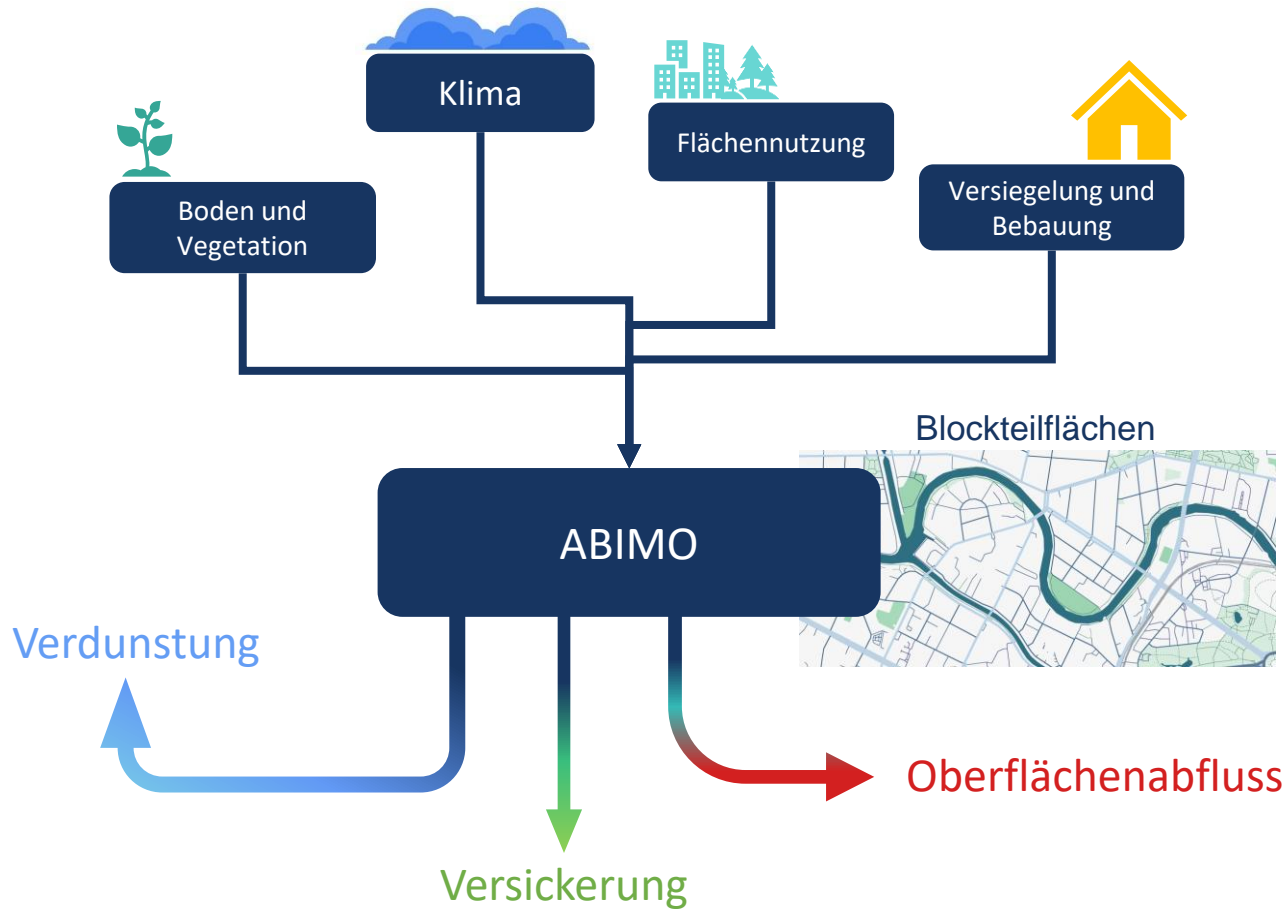 Klima
Flächennutzung
Versiegelung und
Bebauung
Boden und
Vegetation
Blockteilflächen
ABIMO
Verdunstung
Oberflächenabfluss
Versickerung